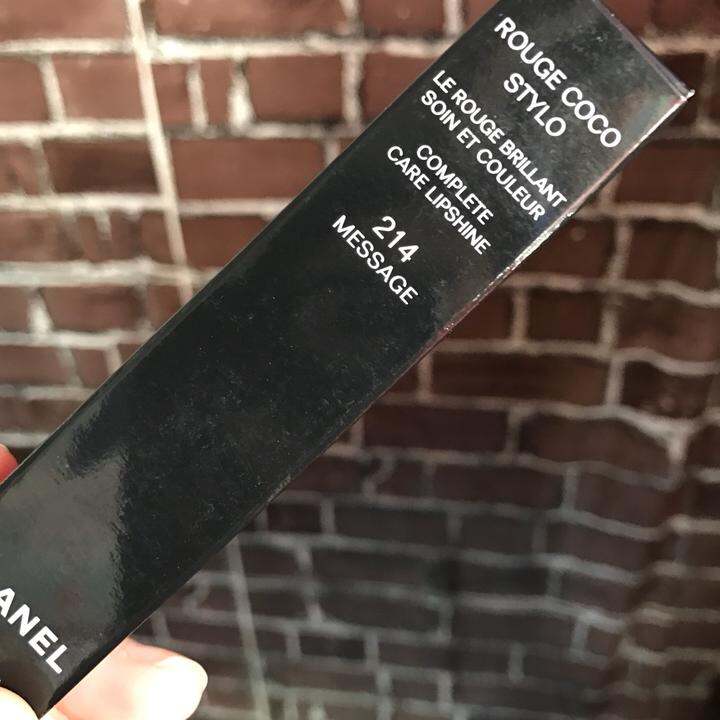 ROUGE COCO
STYLO
LE ROUGE BRILLANT
SOIN ET COULEUR
COMPLETE
CARE LIPSHINE
214
MESSAGE
ANEL